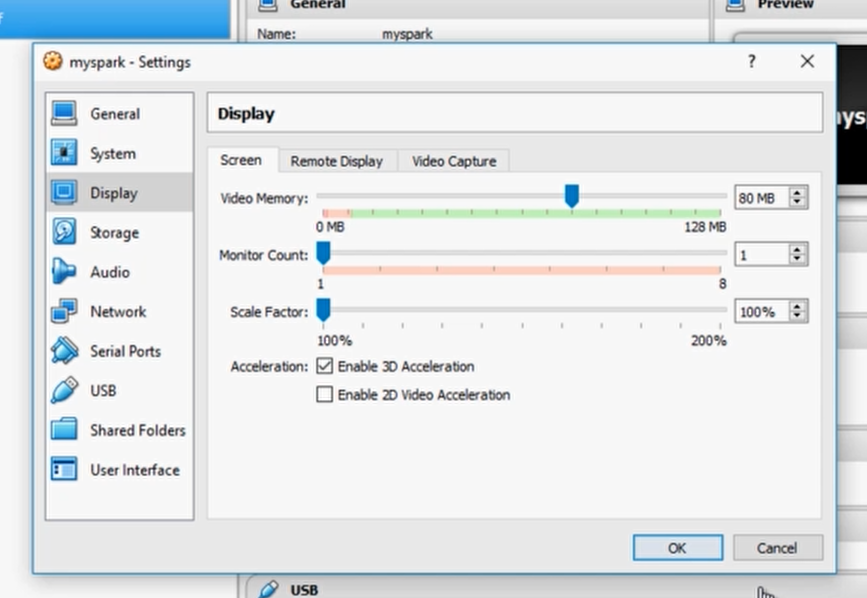 General
Preview
Name: myspark
myspark - Settings
?
General
System
Display
Storage
Audio
Network
Serial Ports
USB
Shared Folders
User Interface
Display
Screen
Remote Display
Video Capture
Video Memory:
80 MB
0 MB
128 MB
Monitor Count:
1
1
8
Scale Factor:
100%
100%
200%
Acceleration:
Enable 3D Acceleration
Enable 2D Video Acceleration
OK
Cancel
USB